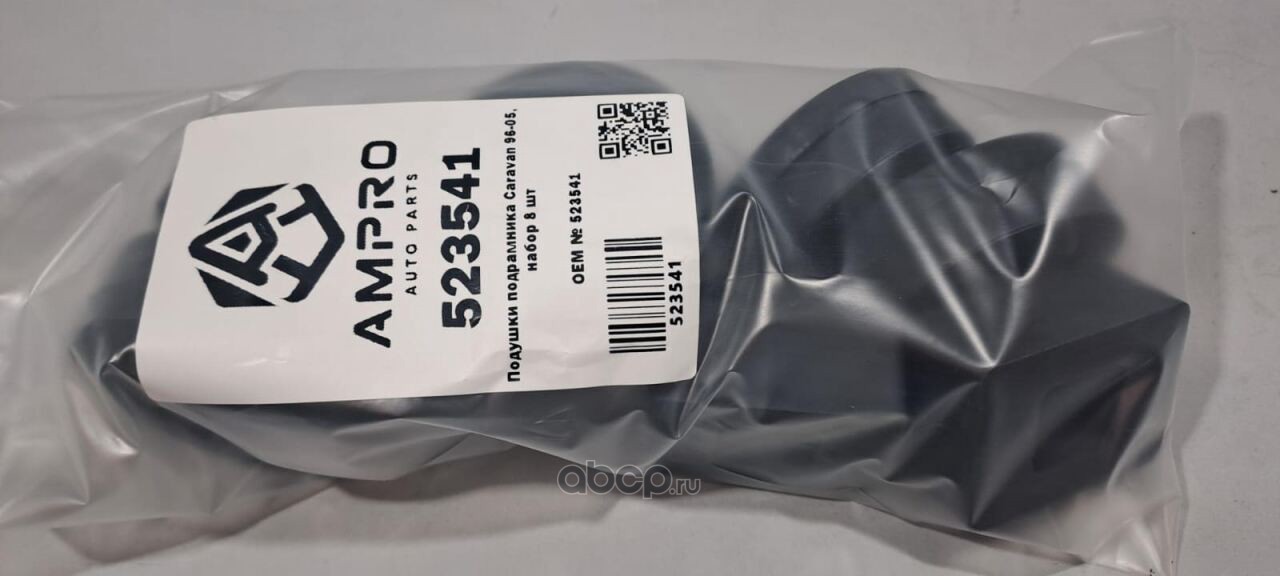 AMPRO
AUTO PARTS
523541
Подушки подрамника Caravan 96-05,
набор 8 шт
OEM № 523541
523541
abcp.ru